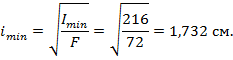 i_min = √(I_min/F) = √(216/72) = 1,732 см.